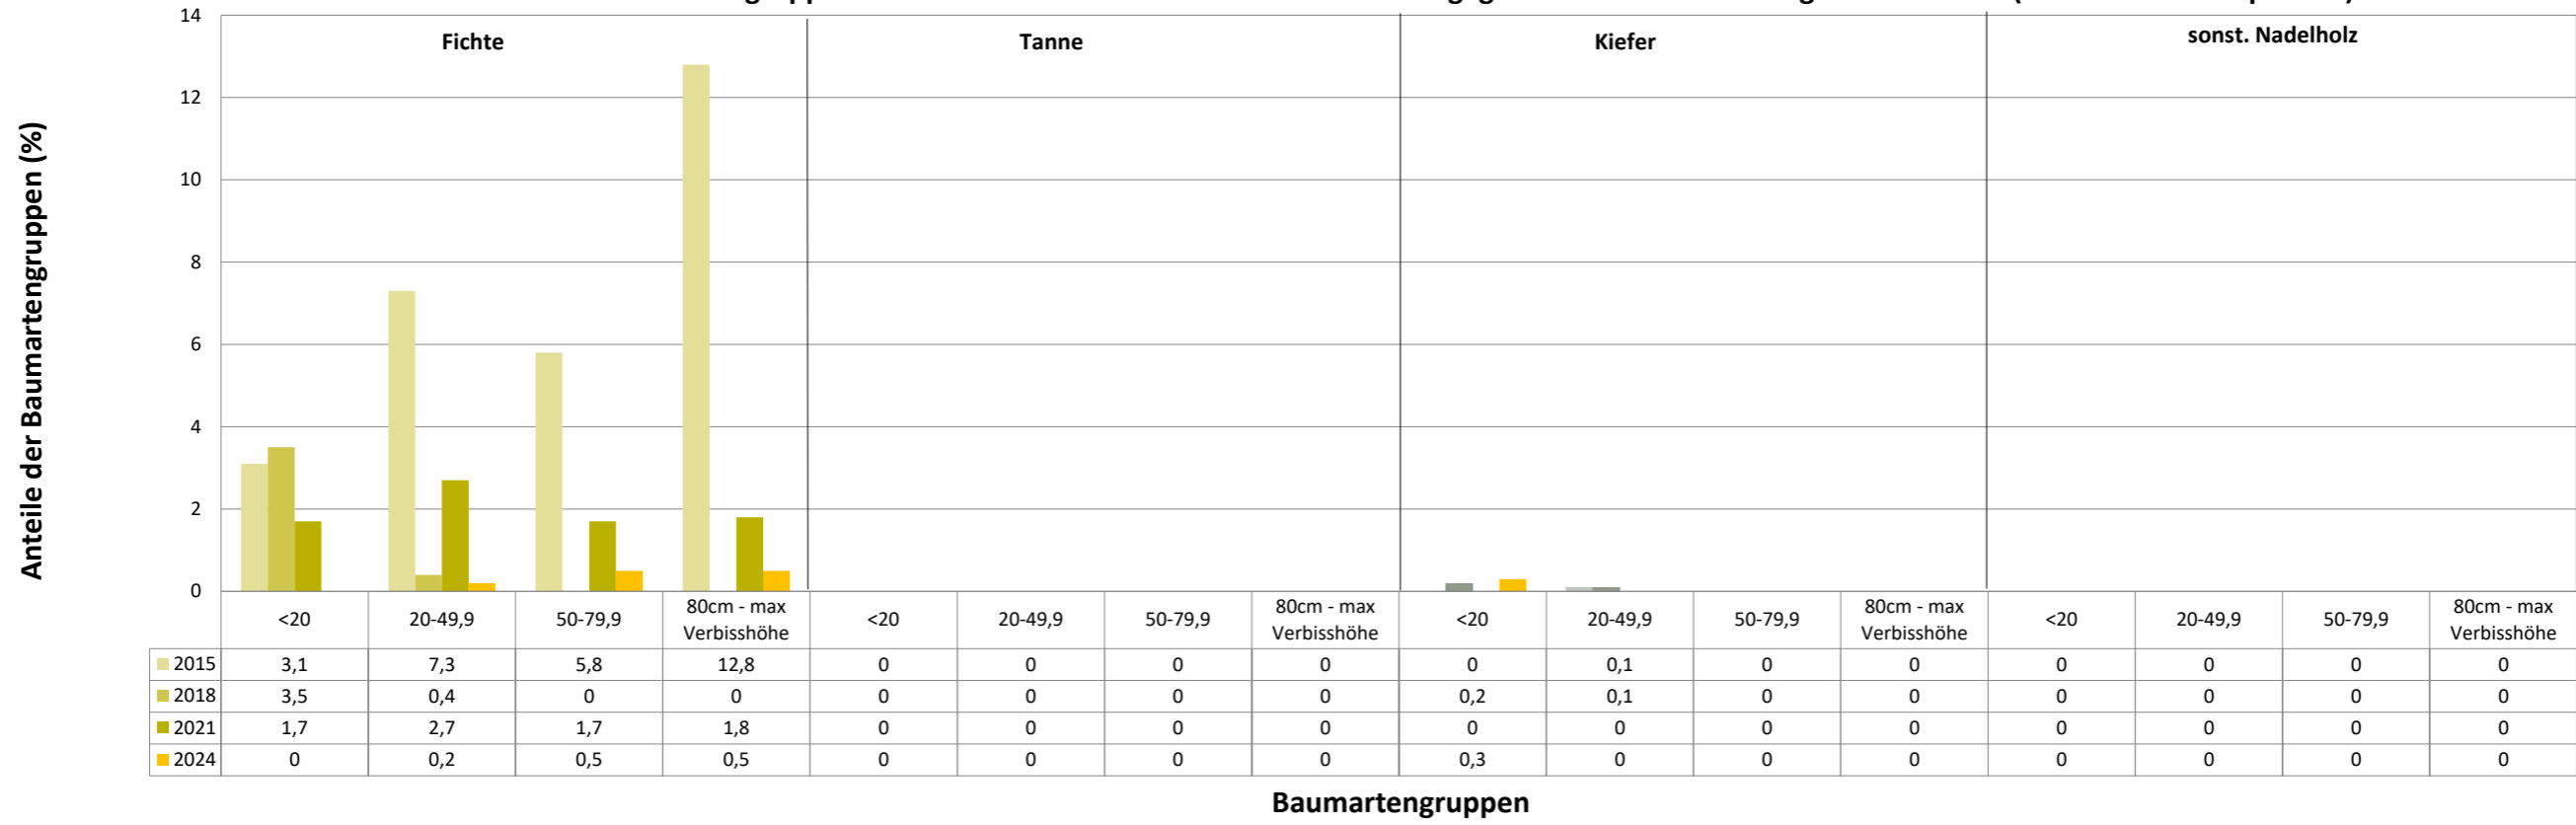 14
Fichte Tanne Kiefer sonst. Nadelholz
12
10
8
6
4
2
0
Anteile der Baumartengruppen (%)
<20 20-49,9 50-79,9 80cm - max Verbisshöhe <20 20-49,9 50-79,9 80cm - max Verbisshöhe <20 20-49,9 50-79,9 80cm - max Verbisshöhe <20 20-49,9 50-79,9 80cm - max Verbisshöhe
2015 3,1 7,3 5,8 12,8 0 0 0 0 0 0,1 0 0 0 0 0 0
2018 3,5 0,4 0 0 0 0 0 0 0,2 0,1 0 0 0 0 0 0
2021 1,7 2,7 1,7 1,8 0 0 0 0 0 0 0 0 0 0 0 0
2024 0 0,2 0,5 0,5 0 0 0 0 0,3 0 0 0 0 0 0 0
Baumartengruppen